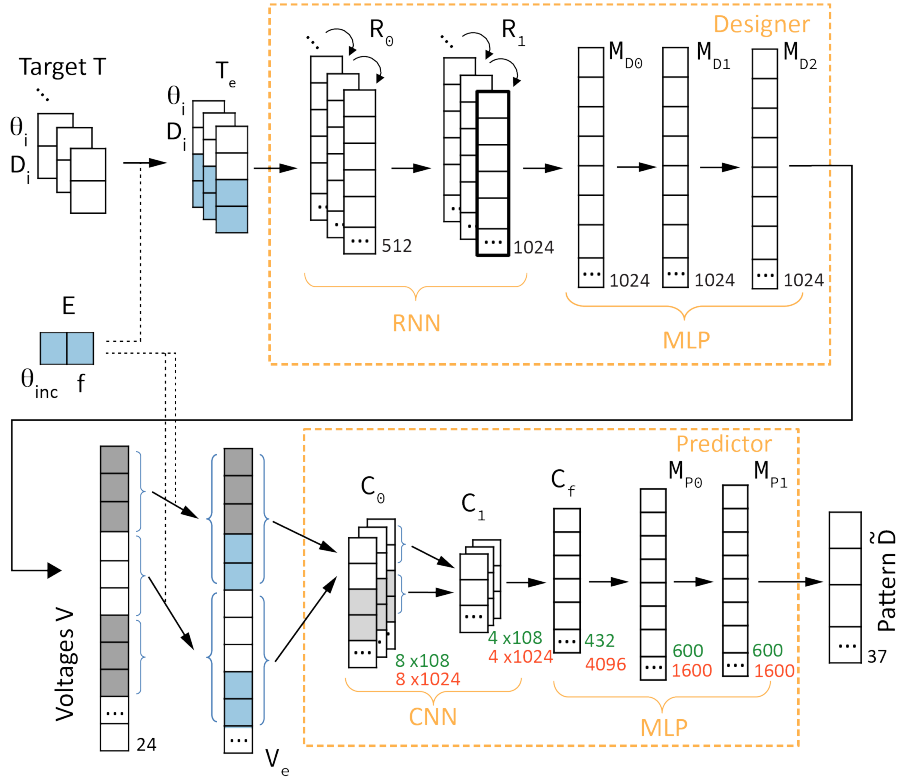 Designer
Target T
θi
Di
Te
θi
Di
R0
R1
MD0
MD1
MD2
...
512
...
1024
...
1024
...
1024
...
1024
RNN
MLP
E
θinc f
Predictor
Voltages V
...
24
...
Ve
C0
...
8 x108
8 x1024
C1
...
4 x108
4 x1024
Cf
...
432
4096
MP0
...
600
1600
MP1
...
600
1600
CNN
MLP
Pattern D̃
...
37